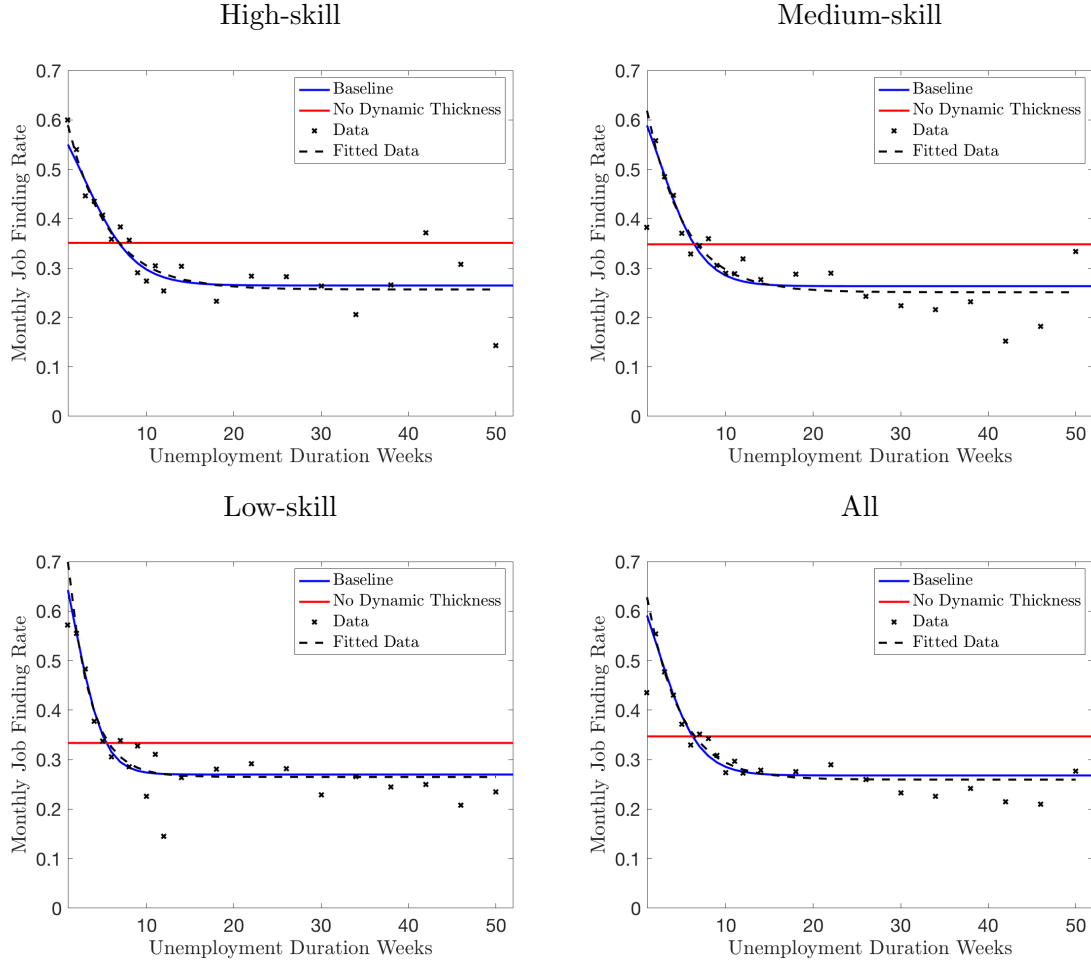 High-skill
Medium-skill
0.7
0.6
0.5
0.4
0.3
0.2
0.1
0
10
20
30
40
50
Monthly Job Finding Rate
Unemployment Duration Weeks
Baseline
No Dynamic Thickness
Data
Fitted Data
0.7
0.6
0.5
0.4
0.3
0.2
0.1
0
10
20
30
40
50
Monthly Job Finding Rate
Unemployment Duration Weeks
Baseline
No Dynamic Thickness
Data
Fitted Data
Low-skill
All
0.7
0.6
0.5
0.4
0.3
0.2
0.1
0
10
20
30
40
50
Monthly Job Finding Rate
Unemployment Duration Weeks
Baseline
No Dynamic Thickness
Data
Fitted Data
0.7
0.6
0.5
0.4
0.3
0.2
0.1
0
10
20
30
40
50
Monthly Job Finding Rate
Unemployment Duration Weeks
Baseline
No Dynamic Thickness
Data
Fitted Data